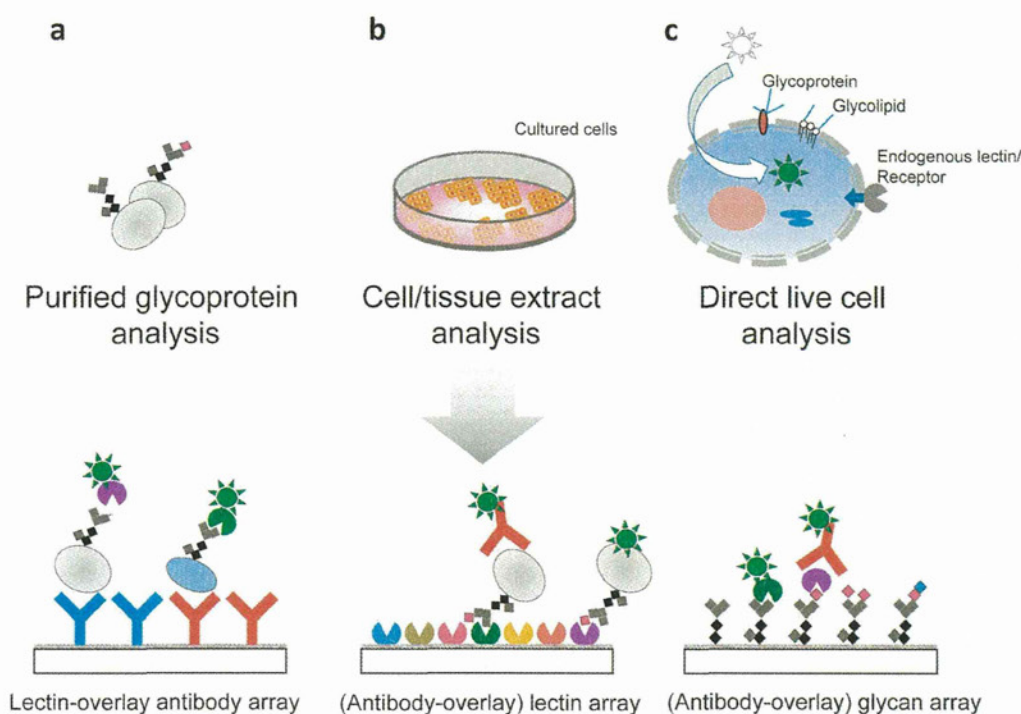 a
b
c
Glycoprotein
Glycolipid
Cultured cells
Endogenous lectin/
Receptor
Purified glycoprotein
analysis
Cell/tissue extract
analysis
Direct live cell
analysis
Lectin-overlay antibody array
(Antibody-overlay) lectin array
(Antibody-overlay) glycan array